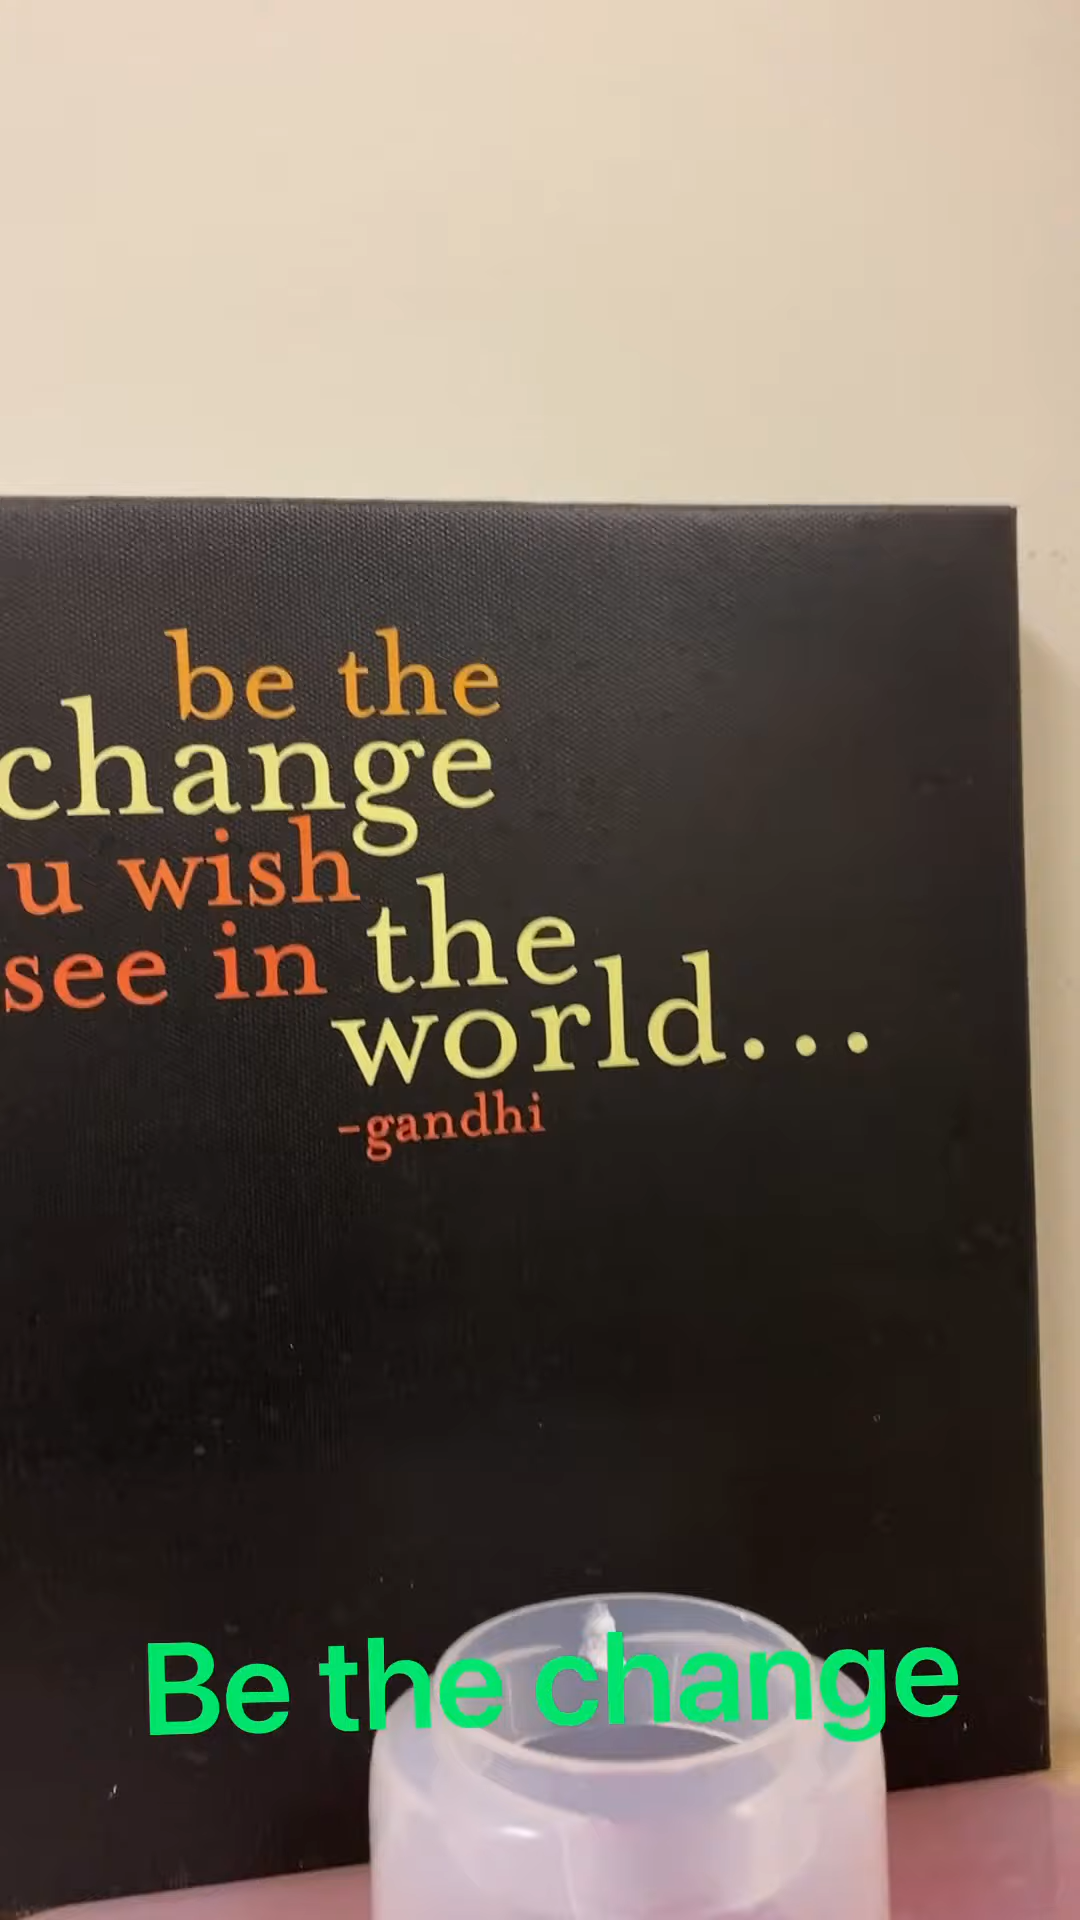 be the
change
u wish
see in the
world...
-gandhi
Be the change